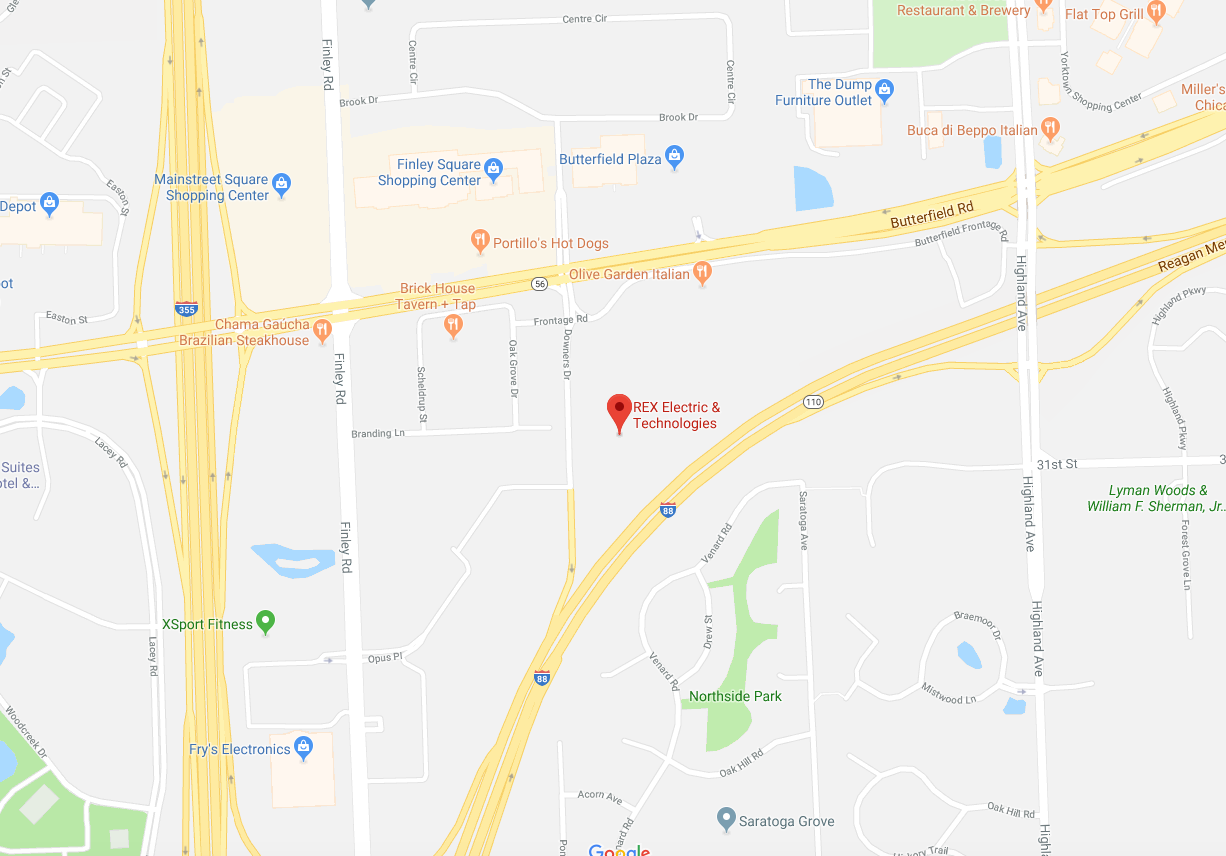 Centre Cir
Restaurant & Brewery
Flat Top Grill
Finley Rd
Centre Cir
Centre Cir
Yorktown Shopping Center
The Dump
Furniture Outlet
Miller's
Brook Dr
Brook Dr
Buca di Beppo Italian
Finley Square
Shopping Center
Butterfield Plaza
Mainstreet Square
Shopping Center
Easton St
Depot
Butterfield Rd
Butterfield Frontage Rd
Portillo's Hot Dogs
Olive Garden Italian
Highland Ave
56
Brick House
Tavern + Tap
355
Easton St
Chama Gaúcha
Brazilian Steakhouse
Frontage Rd
Highland Pkwy
Finley Rd
Scheldrup St
Oak Grove Dr
Downers Dr
REX Electric &
Technologies
110
Highland Pkwy
Branding Ln
Lacey Rd
Suites
31st St
Lyman Woods &
William F. Sherman, Jr..
88
Highland Ave
Saratoga Ave
Venard Rd
Finley Rd
Forest Grove Ln
XSport Fitness
Drew St
Braemoor Dr
Highland Ave
Lacey Rd
Opus Pl
Venard Rd
88
Northside Park
Mistwood Ln
Woodcreek Dr
Fry's Electronics
Oak Hill Rd
Acorn Ave
Oak Hill Rd
Saratoga Grove
Hickory Trail
Google